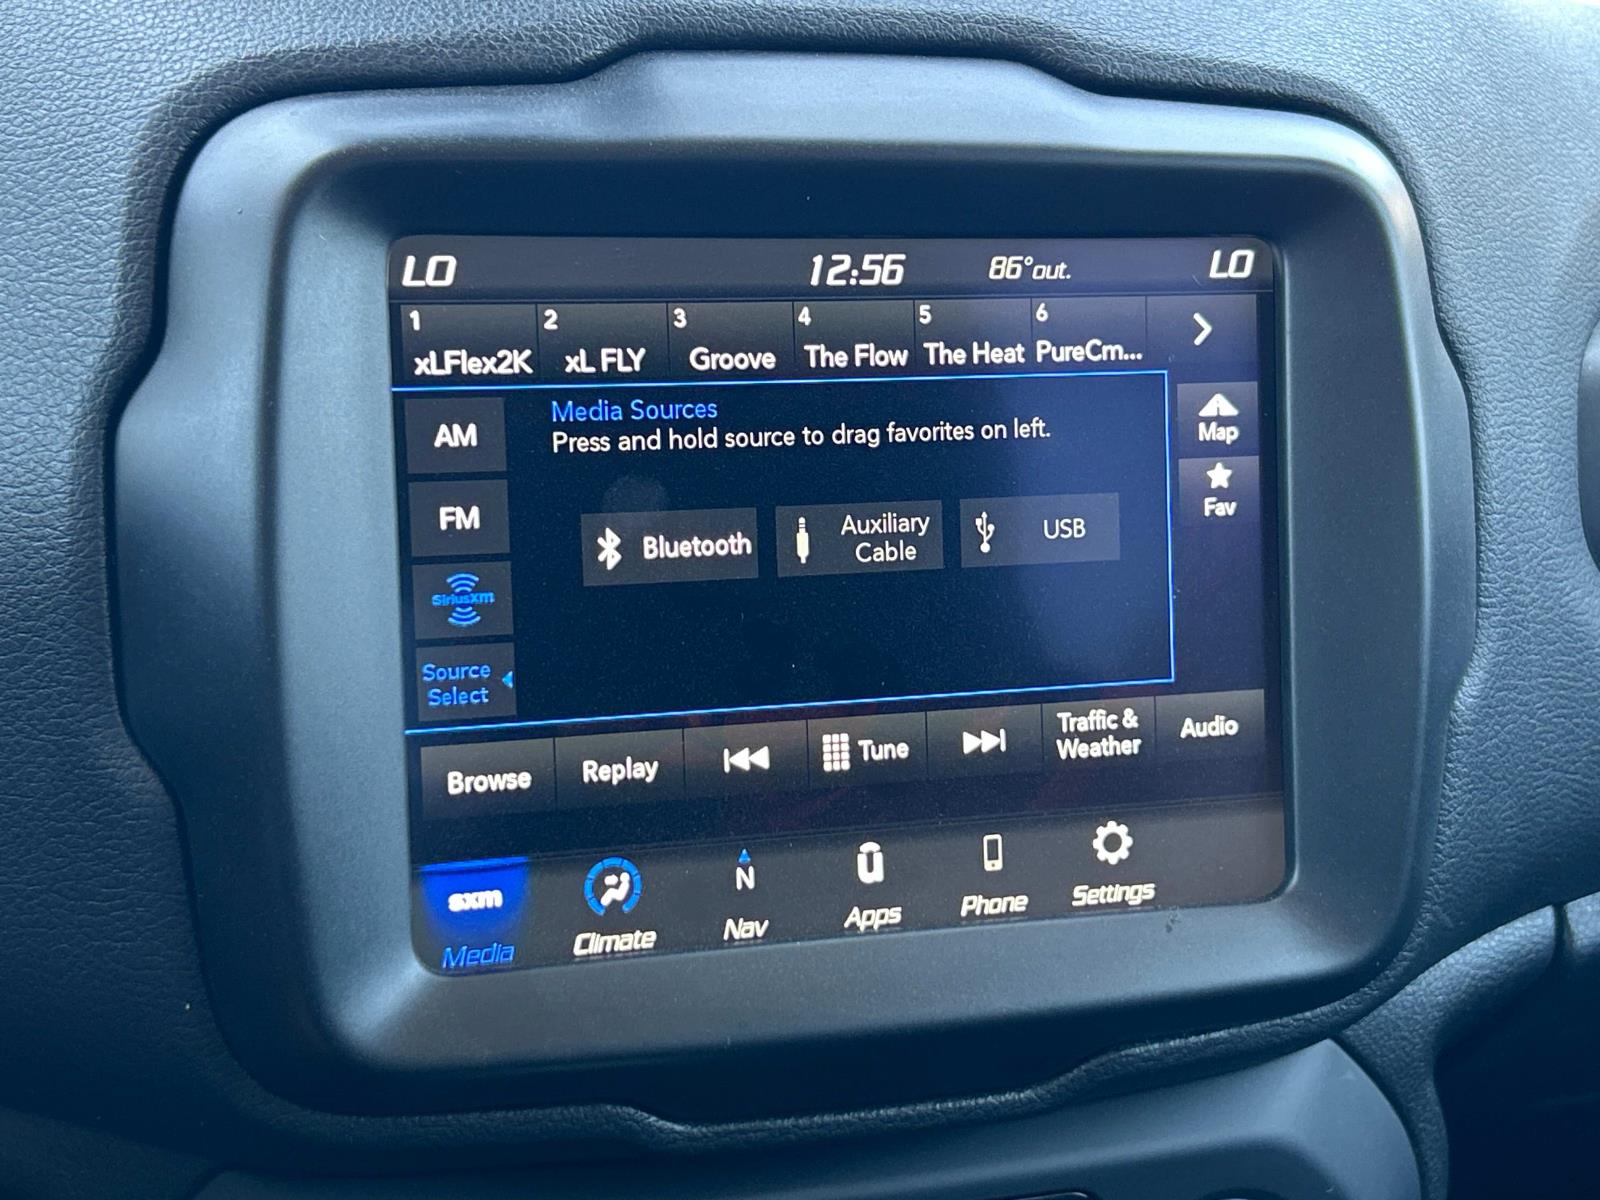 LO 12:56 86°out. LO
1 2 3 4 5 6
xLFlex2K xL FLY Groove The Flow The Heat PureCm...
Media Sources
Press and hold source to drag favorites on left.
AM
FM
SiriusXM
Source
Select
Bluetooth
Auxiliary
Cable
USB
Map
Fav
Browse Replay Tune Traffic &
Weather Audio
sxm N
Media Climate Nav Apps Phone Settings